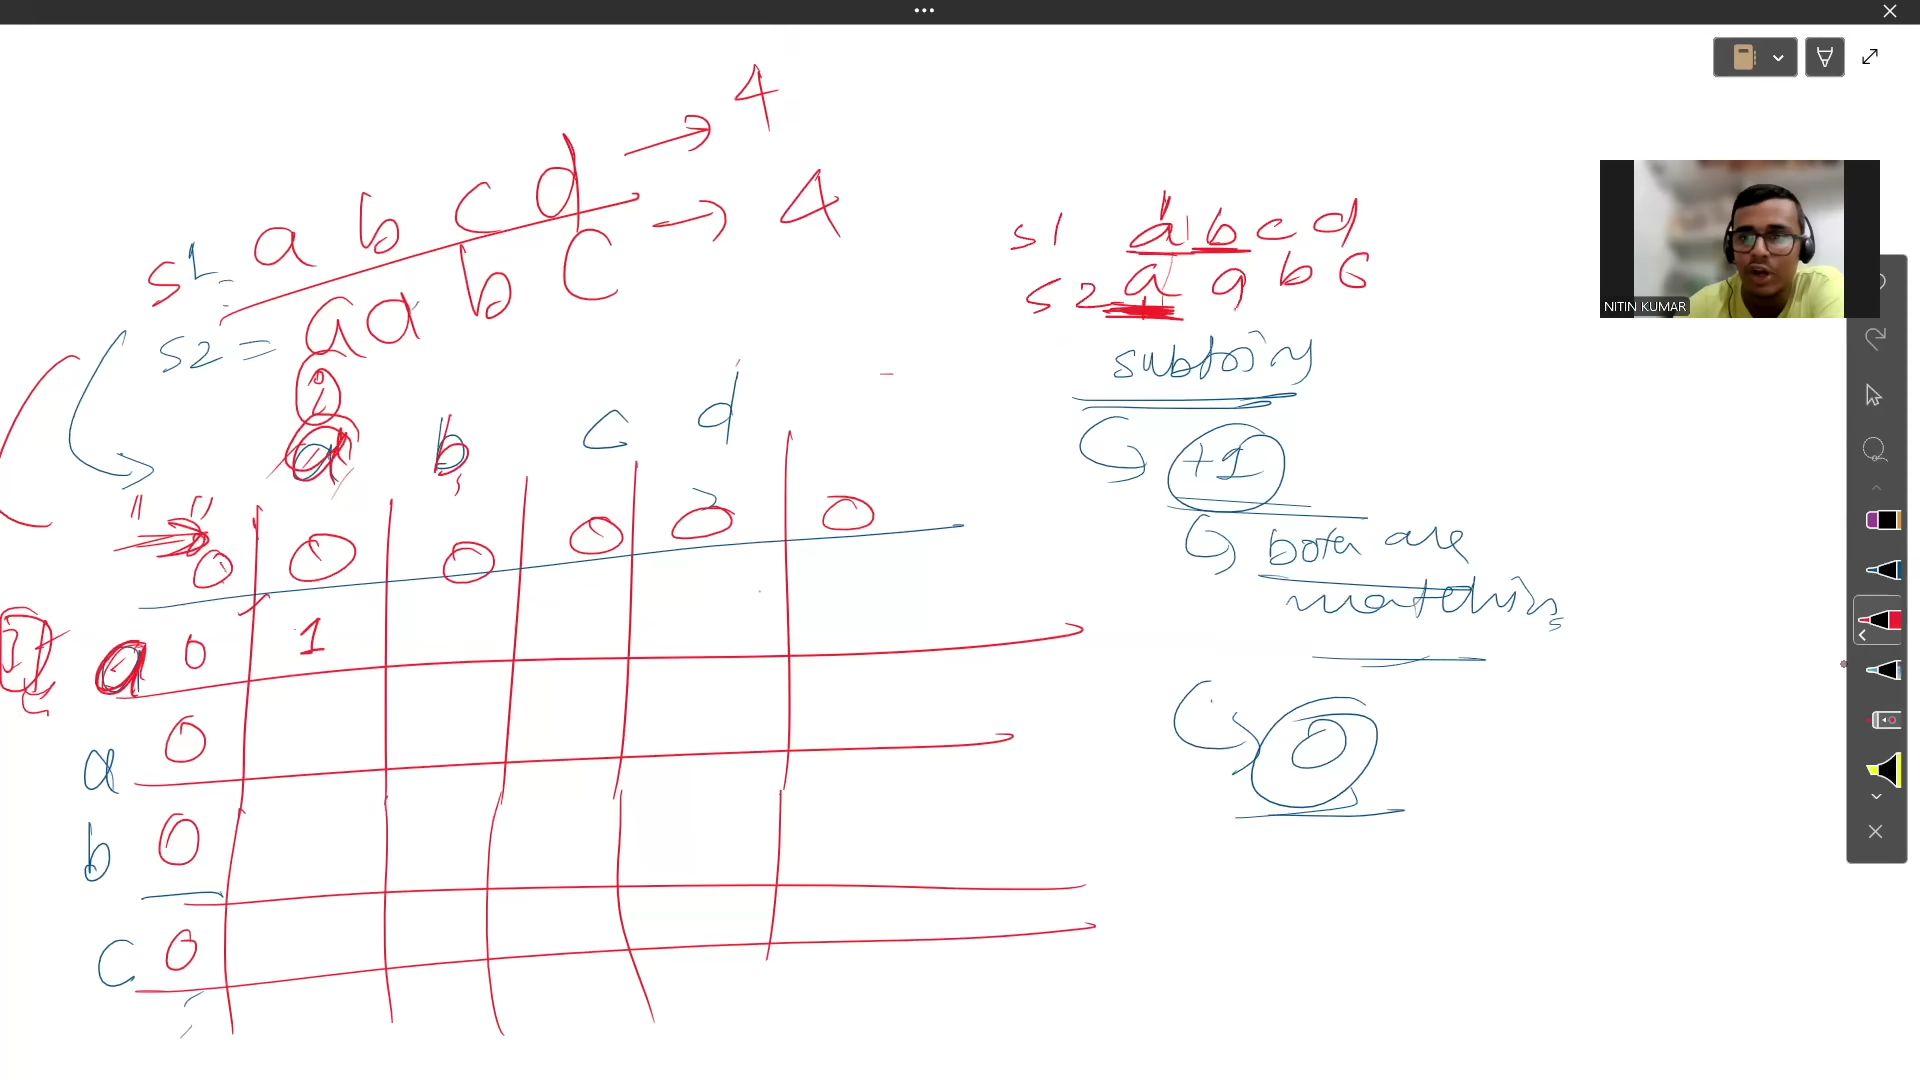 4
s1 = a b c d → 4
s2 = a a b c
i
a b c d
" " 0 0 0 0 0 0
a 0 1
a 0
b 0
c 0
s1 a b c d
s2 a a b c
substring
+1
both are
matching
0
NITIN KUMAR